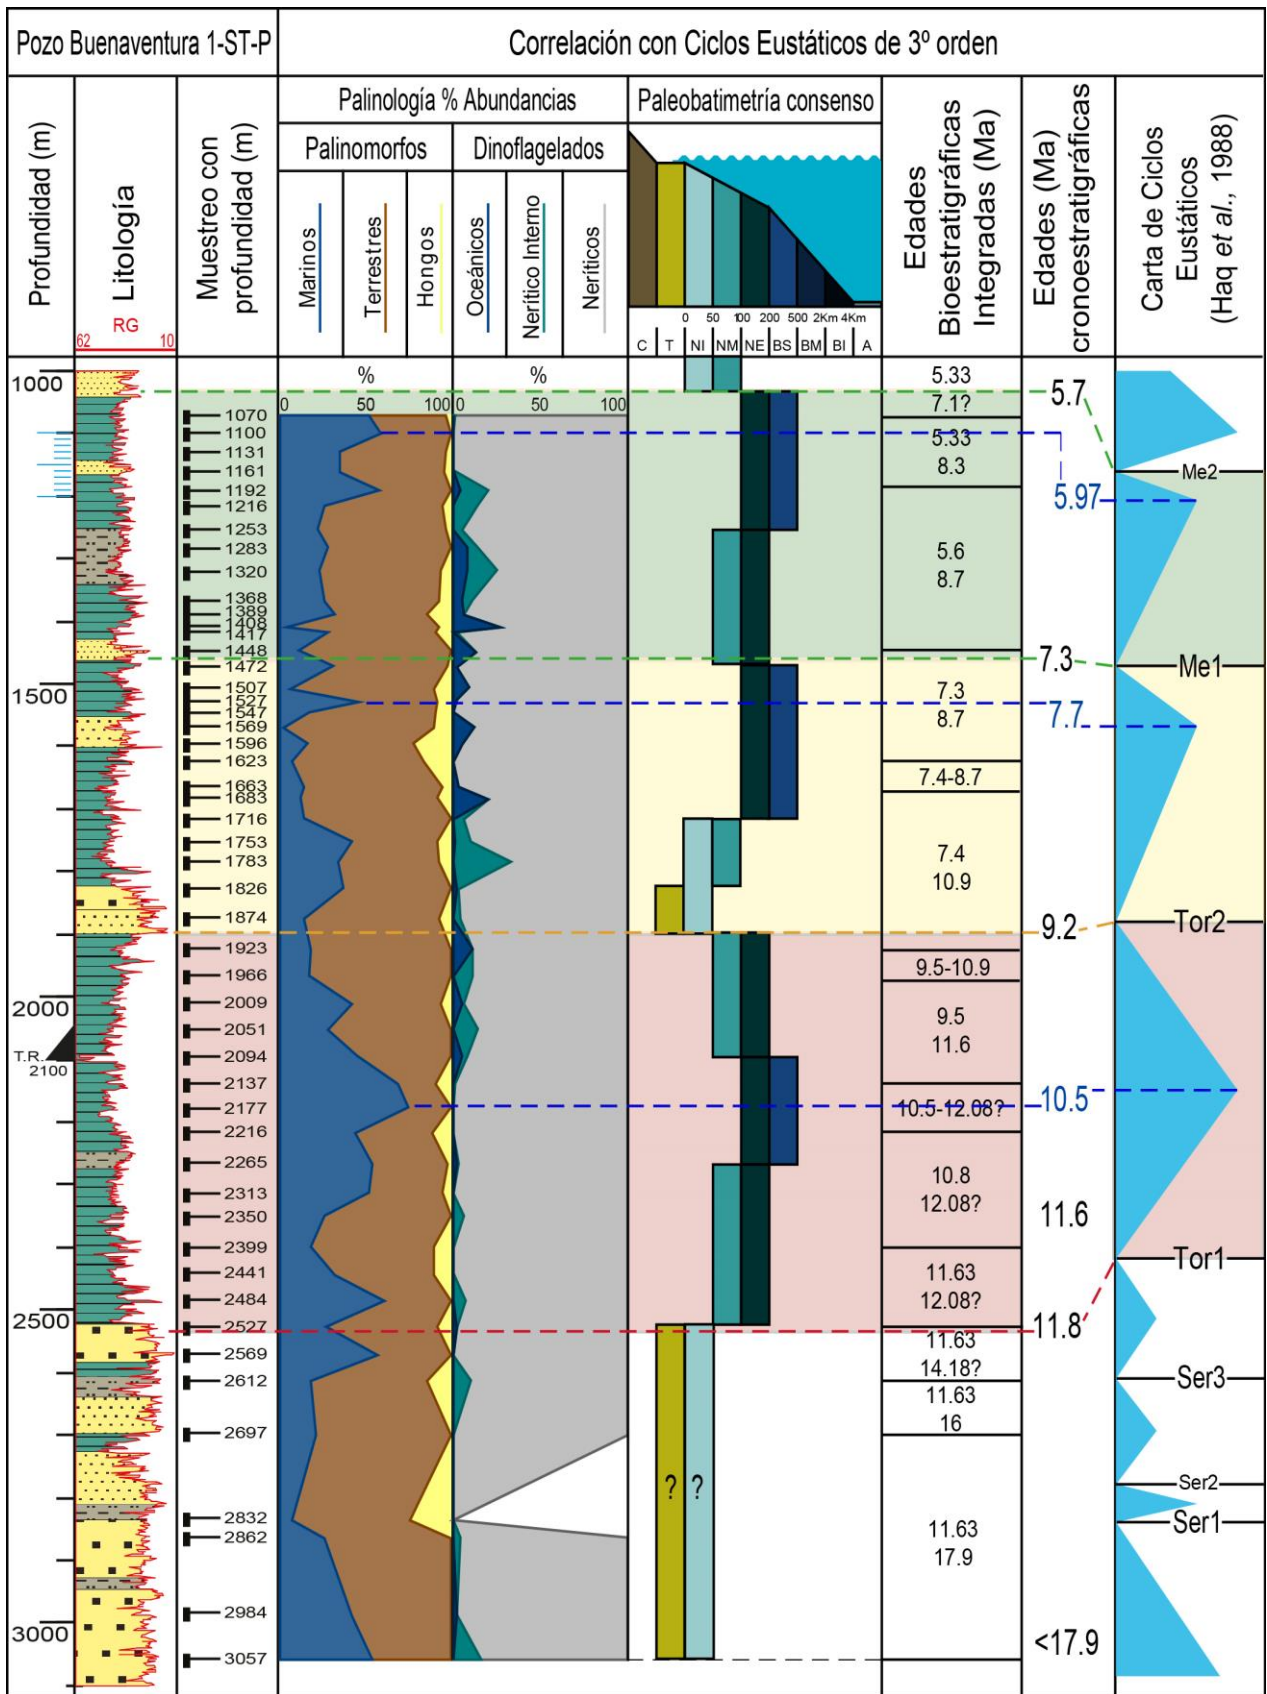 Pozo Buenaventura 1-ST-P
Correlación con Ciclos Eustáticos de 3º orden
Profundidad (m)
Litología
RG
62 10
Muestreo con
profundidad (m)
Palinología % Abundancias
Palinomorfos
Dinoflagelados
Marinos
Terrestres
Hongos
Oceánicos
Nerítico Interno
Neríticos
Paleobatimetría consenso
0 50 100 200 500 2Km 4Km
C T NI NM NE BS BM BI A
Edades
Bioestratigráficas
Integradas (Ma)
Edades (Ma)
cronoestratigráficas
Carta de Ciclos
Eustáticos
(Haq et al., 1988)
% %
0 50 100 0 50 100
1000
1500
2000
T.R.
2100
2500
3000
1070
1100
1131
1161
1192
1216
1253
1283
1320
1368
1389
1408
1417
1448
1472
1507
1527
1547
1569
1596
1623
1663
1683
1716
1753
1783
1826
1874
1923
1966
2009
2051
2094
2137
2177
2216
2265
2313
2350
2399
2441
2484
2527
2569
2612
2697
2832
2862
2984
3057
? ?
5.33
7.1?
5.33
8.3
5.6
8.7
7.3
8.7
7.4-8.7
7.4
10.9
9.5-10.9
9.5
11.6
10.5-12.08?
10.8
12.08?
11.63
12.08?
11.63
14.18?
11.63
16
11.63
17.9
5.7
5.97
7.3
7.7
9.2
10.5
11.6
11.8
<17.9
Me2
Me1
Tor2
Tor1
Ser3
Ser2
Ser1